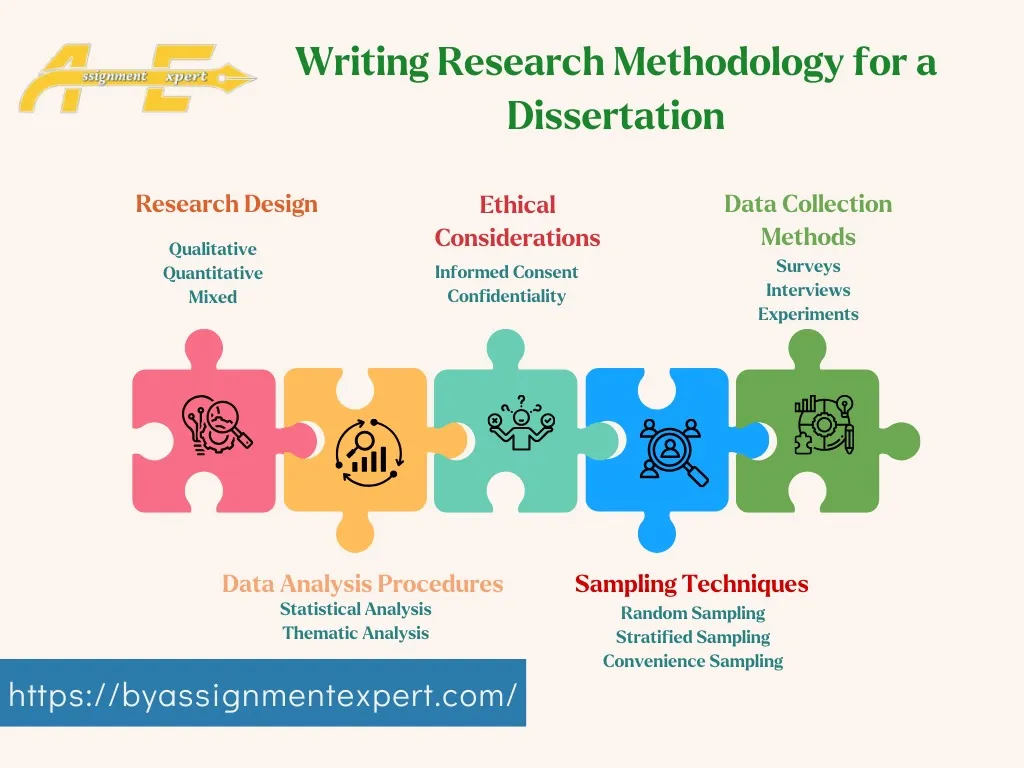 Assignment Expert
Writing Research Methodology for a
Dissertation
Research Design
Qualitative
Quantitative
Mixed
Ethical
Considerations
Informed Consent
Confidentiality
Data Collection
Methods
Surveys
Interviews
Experiments
Data Analysis Procedures
Statistical Analysis
Thematic Analysis
Sampling Techniques
Random Sampling
Stratified Sampling
Convenience Sampling
https://byassignmentexpert.com/